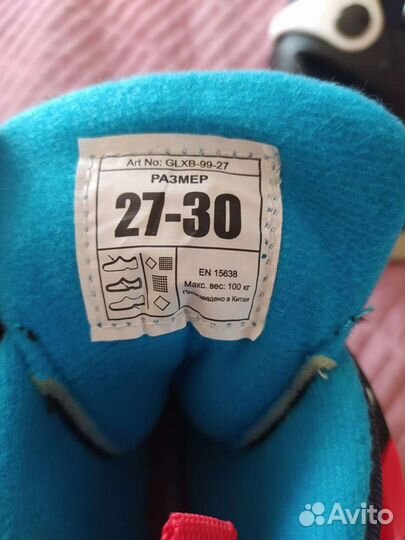 Art No: GLXB-99-27
РАЗМЕР
27-30
EN 15638
Макс. вес: 100 кг
Произведено в Китае
Avito